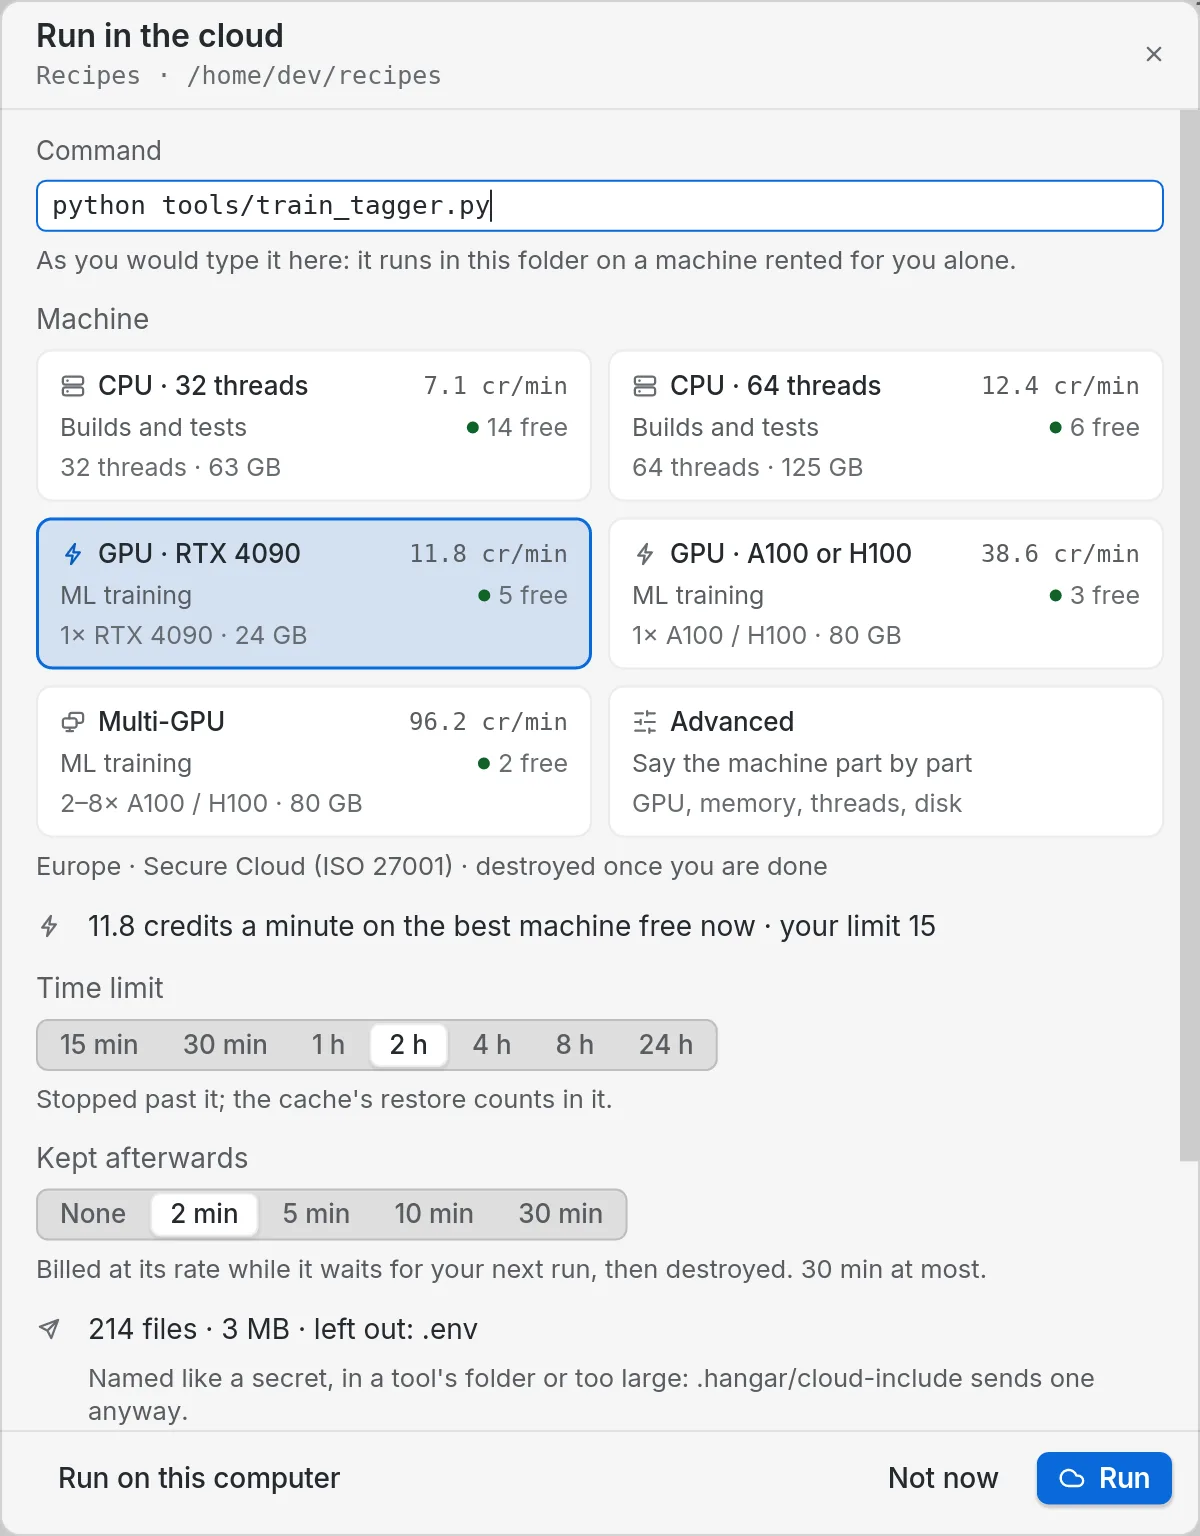 Run in the cloud
Recipes · /home/dev/recipes
Command
python tools/train_tagger.py
As you would type it here: it runs in this folder on a machine rented for you alone.
Machine
CPU · 32 threads 7.1 cr/min
Builds and tests 14 free
32 threads · 63 GB
CPU · 64 threads 12.4 cr/min
Builds and tests 6 free
64 threads · 125 GB
GPU · RTX 4090 11.8 cr/min
ML training 5 free
1× RTX 4090 · 24 GB
GPU · A100 or H100 38.6 cr/min
ML training 3 free
1× A100 / H100 · 80 GB
Multi-GPU 96.2 cr/min
ML training 2 free
2–8× A100 / H100 · 80 GB
Advanced
Say the machine part by part
GPU, memory, threads, disk
Europe · Secure Cloud (ISO 27001) · destroyed once you are done
11.8 credits a minute on the best machine free now · your limit 15
Time limit
15 min 30 min 1 h 2 h 4 h 8 h 24 h
Stopped past it; the cache's restore counts in it.
Kept afterwards
None 2 min 5 min 10 min 30 min
Billed at its rate while it waits for your next run, then destroyed. 30 min at most.
214 files · 3 MB · left out: .env
Named like a secret, in a tool's folder or too large: .hangar/cloud-include sends one
anyway.
Run on this computer Not now Run